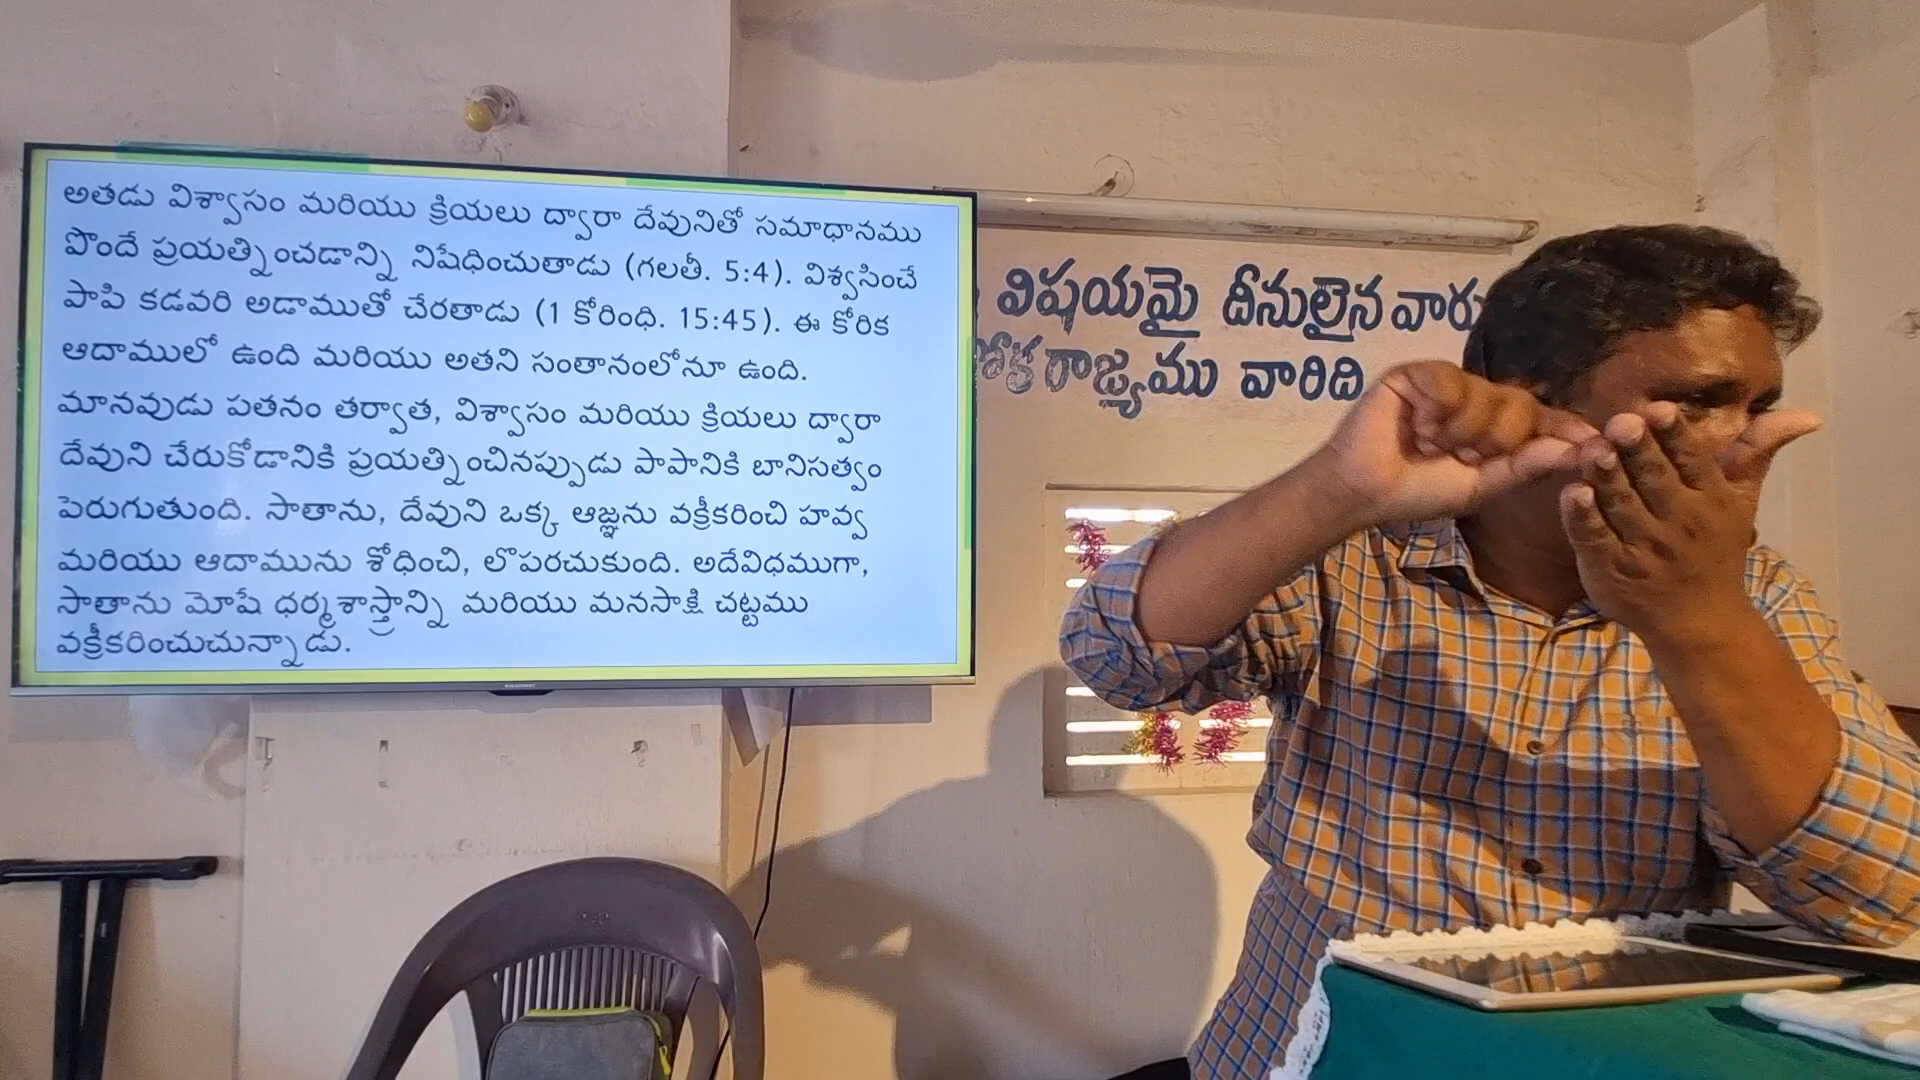 అతడు విశ్వాసం మరియు క్రియలు ద్వారా దేవునితో సమాధానము
పొందే ప్రయత్నించడాన్ని నిషేధించుతాడు (గలతీ. 5:4). విశ్వసించే
పాపి కడవరి అడాముతో చేరతాడు (1 కోరింధి. 15:45). ఈ కోరిక
ఆదాములో ఉంది మరియు అతని సంతానంలోనూ ఉంది.
మానవుడు పతనం తర్వాత, విశ్వాసం మరియు క్రియలు ద్వారా
దేవుని చేరుకోడానికి ప్రయత్నించినప్పుడు పాపానికి బానిసత్వం
పెరుగుతుంది. సాతాను, దేవుని ఒక్క ఆజ్ఞను వక్రీకరించి హవ్వ
మరియు ఆదామును శోధించి, లొపరచుకుంది. అదేవిధముగా,
సాతాను మోషే ధర్మశాస్త్రాన్ని మరియు మనసాక్షి చట్టము
వక్రీకరించుచున్నాడు.
విషయమై దీనులైన వారు
రాజ్యము వారిది